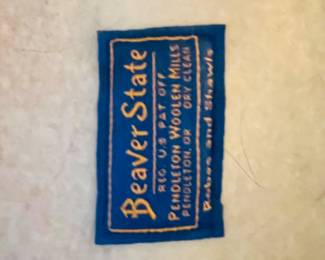 Beaver State
REG. U.S. PAT. OFF.
PENDLETON WOOLEN MILLS
PENDLETON, OR DRY CLEAN
Robes and Shawls